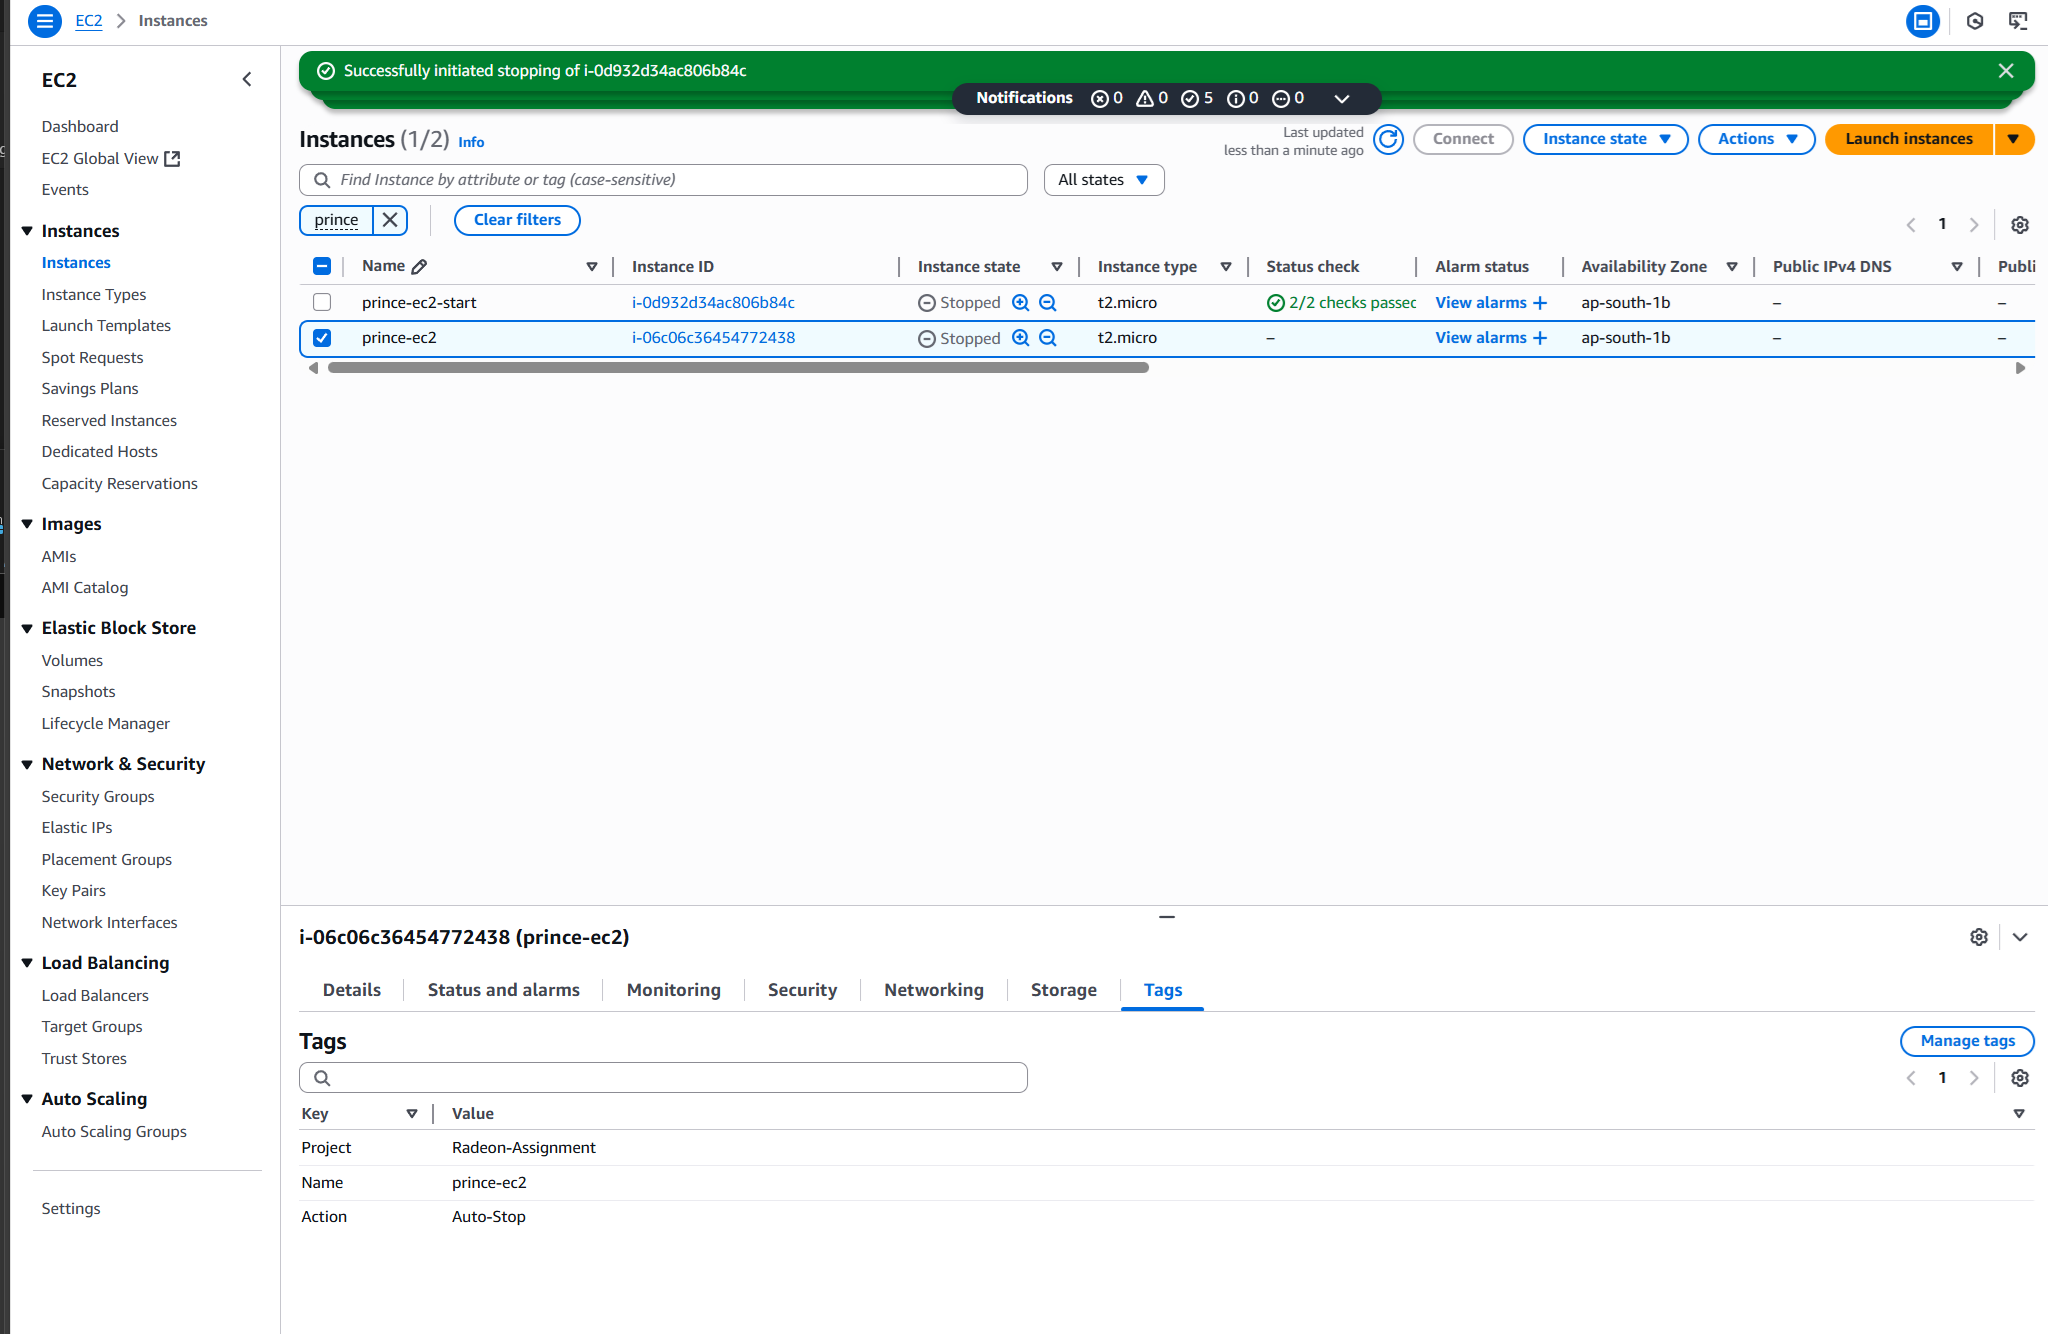 EC2 > Instances
EC2
Dashboard
EC2 Global View
Events
Instances
Instances
Instance Types
Launch Templates
Spot Requests
Savings Plans
Reserved Instances
Dedicated Hosts
Capacity Reservations
Images
AMIs
AMI Catalog
Elastic Block Store
Volumes
Snapshots
Lifecycle Manager
Network & Security
Security Groups
Elastic IPs
Placement Groups
Key Pairs
Network Interfaces
Load Balancing
Load Balancers
Target Groups
Trust Stores
Auto Scaling
Auto Scaling Groups
Settings
Successfully initiated stopping of i-0d932d34ac806b84c
Notifications 0 0 5 0 0
Instances (1/2) Info
Last updated
less than a minute ago
Connect Instance state Actions Launch instances
Find Instance by attribute or tag (case-sensitive) All states
prince Clear filters
1
Name Instance ID Instance state Instance type Status check Alarm status Availability Zone Public IPv4 DNS Publi
prince-ec2-start i-0d932d34ac806b84c Stopped t2.micro 2/2 checks passec View alarms + ap-south-1b – –
prince-ec2 i-06c06c36454772438 Stopped t2.micro – View alarms + ap-south-1b – –
i-06c06c36454772438 (prince-ec2)
Details Status and alarms Monitoring Security Networking Storage Tags
Tags
Manage tags
1
Key Value
Project Radeon-Assignment
Name prince-ec2
Action Auto-Stop